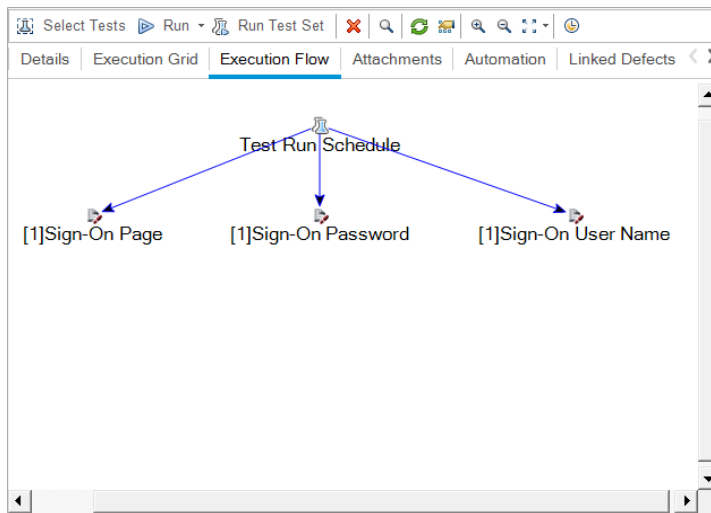 Select Tests Run Run Test Set
Details Execution Grid Execution Flow Attachments Automation Linked Defects
Test Run Schedule
[1]Sign-On Page [1]Sign-On Password [1]Sign-On User Name